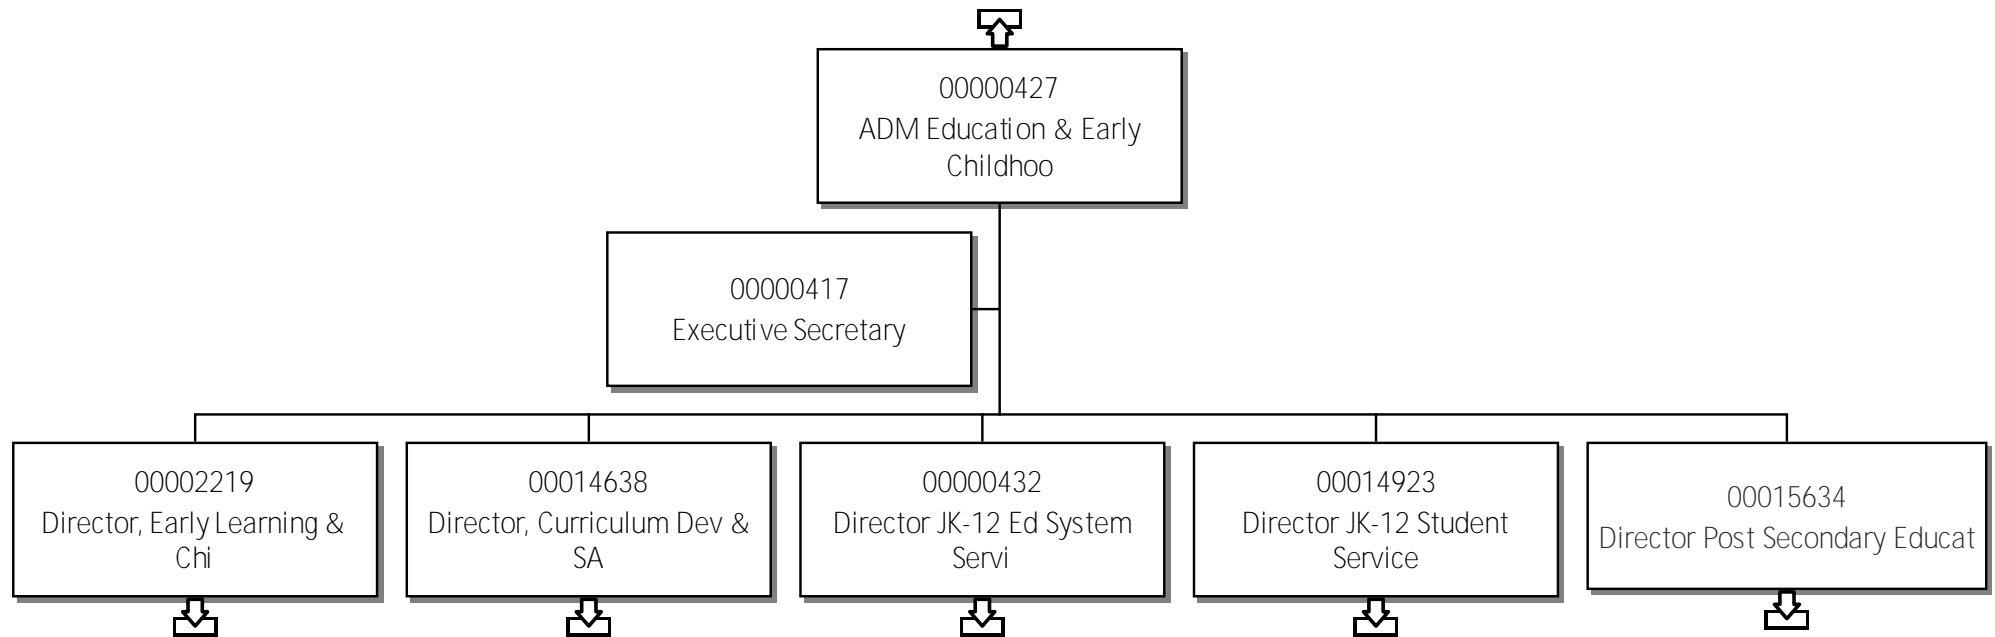 00000427
ADM Education & Early
Childhoo
00000417
Executive Secretary
00002219
Director, Early Learning &
Chi
00014638
Director, Curriculum Dev &
SA
00000432
Director JK-12 Ed System
Servi
00014923
Director JK-12 Student
Service
00015634
Director Post Secondary Educat